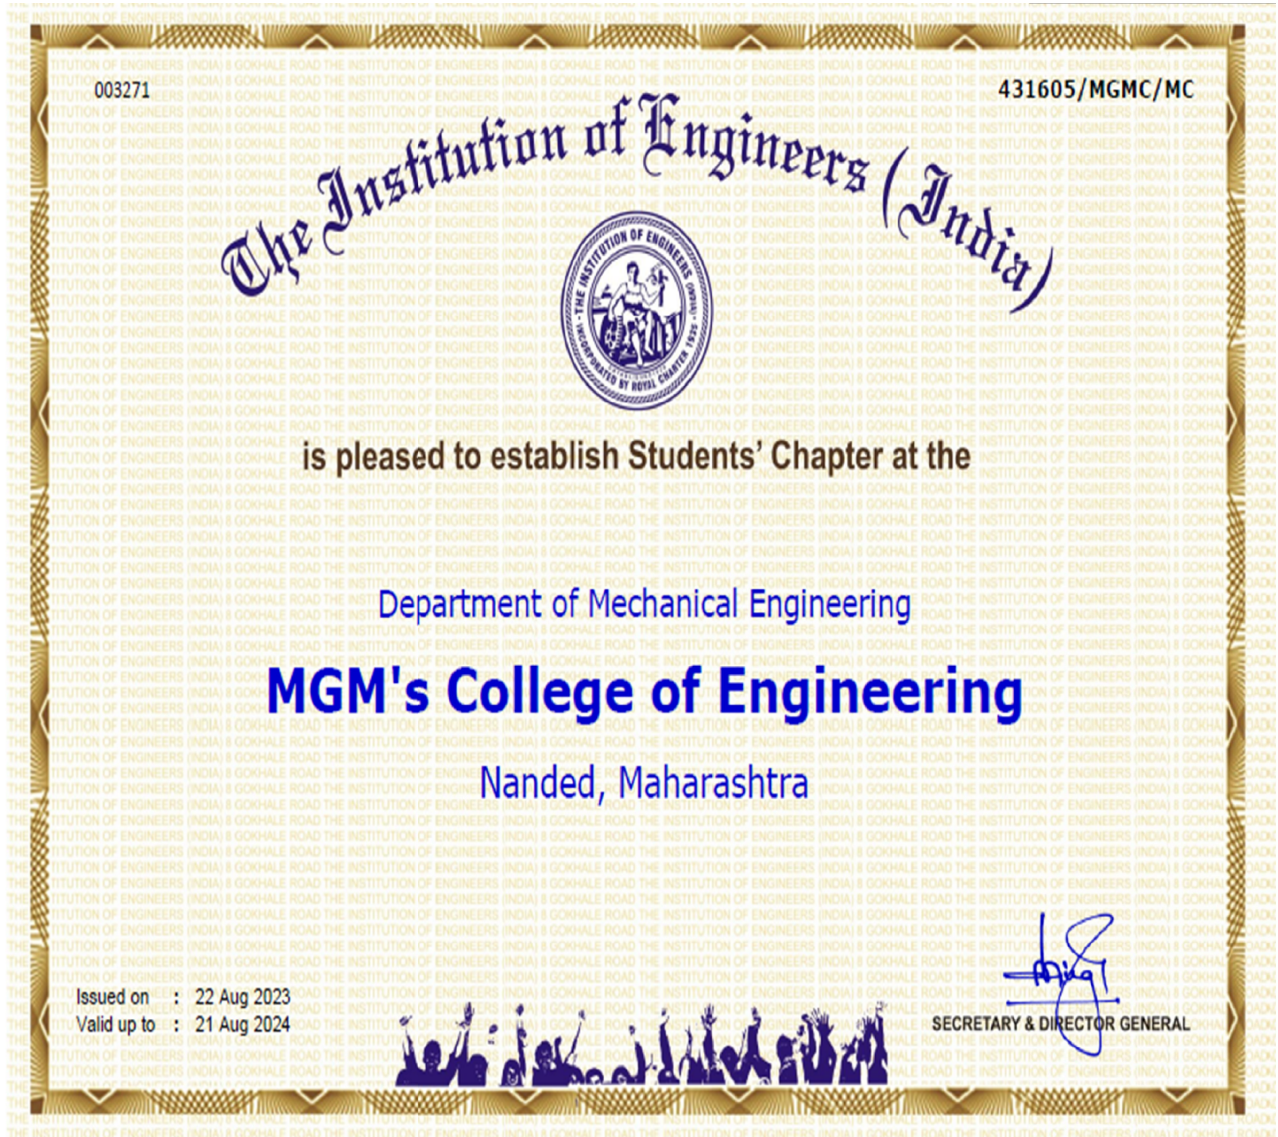 003271
431605/MGMC/MC
The Institution of Engineers (India)
THE INSTITUTION OF ENGINEERS (INDIA)
INCORPORATED BY ROYAL CHARTER 1935
is pleased to establish Students’ Chapter at the
Department of Mechanical Engineering
MGM's College of Engineering
Nanded, Maharashtra
Issued on : 22 Aug 2023
Valid up to : 21 Aug 2024
SECRETARY & DIRECTOR GENERAL